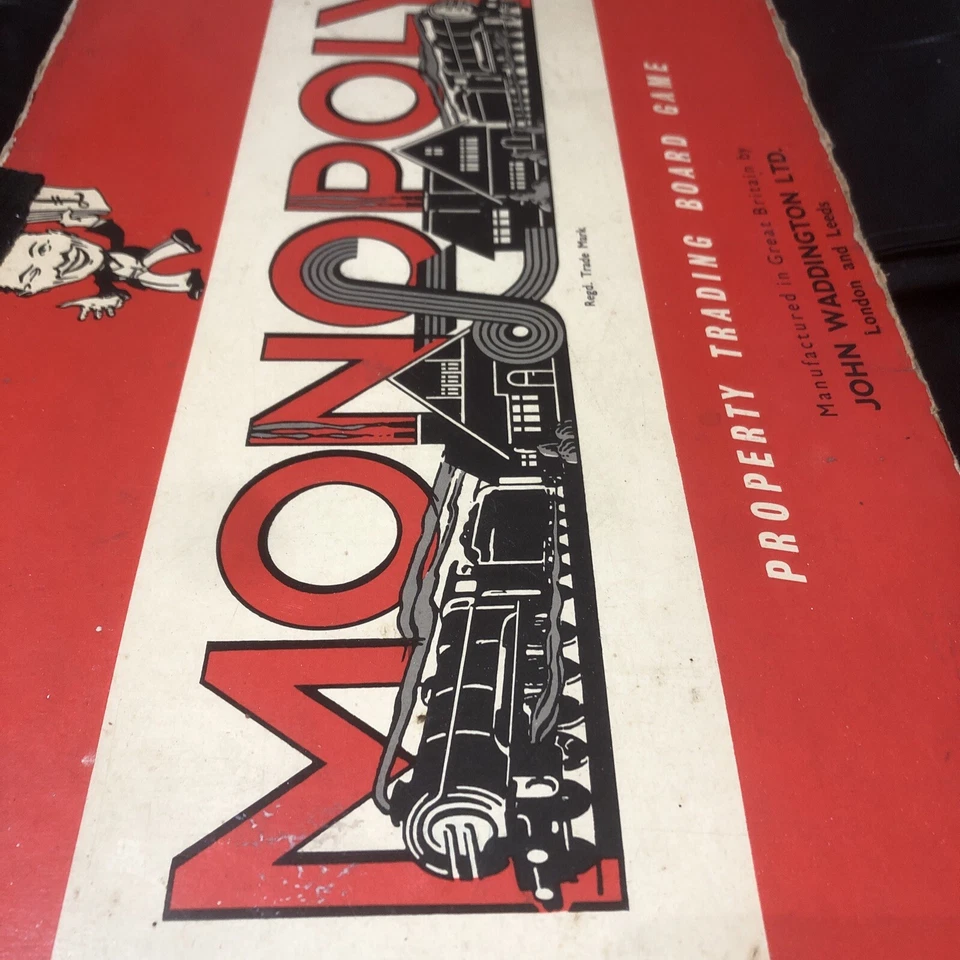 MONOPOLY
Regd. Trade Mark
PROPERTY TRADING BOARD GAME
Manufactured in Great Britain by
JOHN WADDINGTON LTD.
London and Leeds